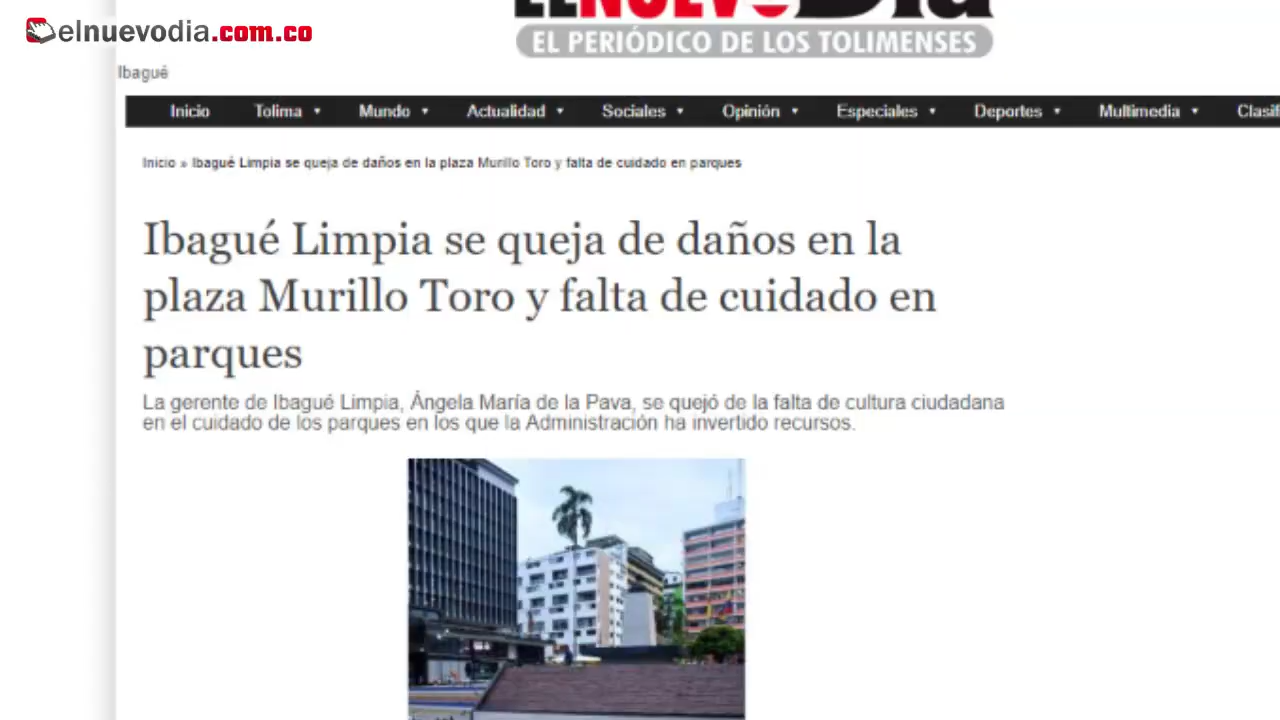 elnuevodia.com.co
EL NUEVO DIA
EL PERIÓDICO DE LOS TOLIMENSES
Ibagué
Inicio Tolima Mundo Actualidad Sociales Opinión Especiales Deportes Multimedia Clasif
Inicio » Ibagué Limpia se queja de daños en la plaza Murillo Toro y falta de cuidado en parques
Ibagué Limpia se queja de daños en la
plaza Murillo Toro y falta de cuidado en
parques
La gerente de Ibagué Limpia, Ángela María de la Pava, se quejó de la falta de cultura ciudadana
en el cuidado de los parques en los que la Administración ha invertido recursos.